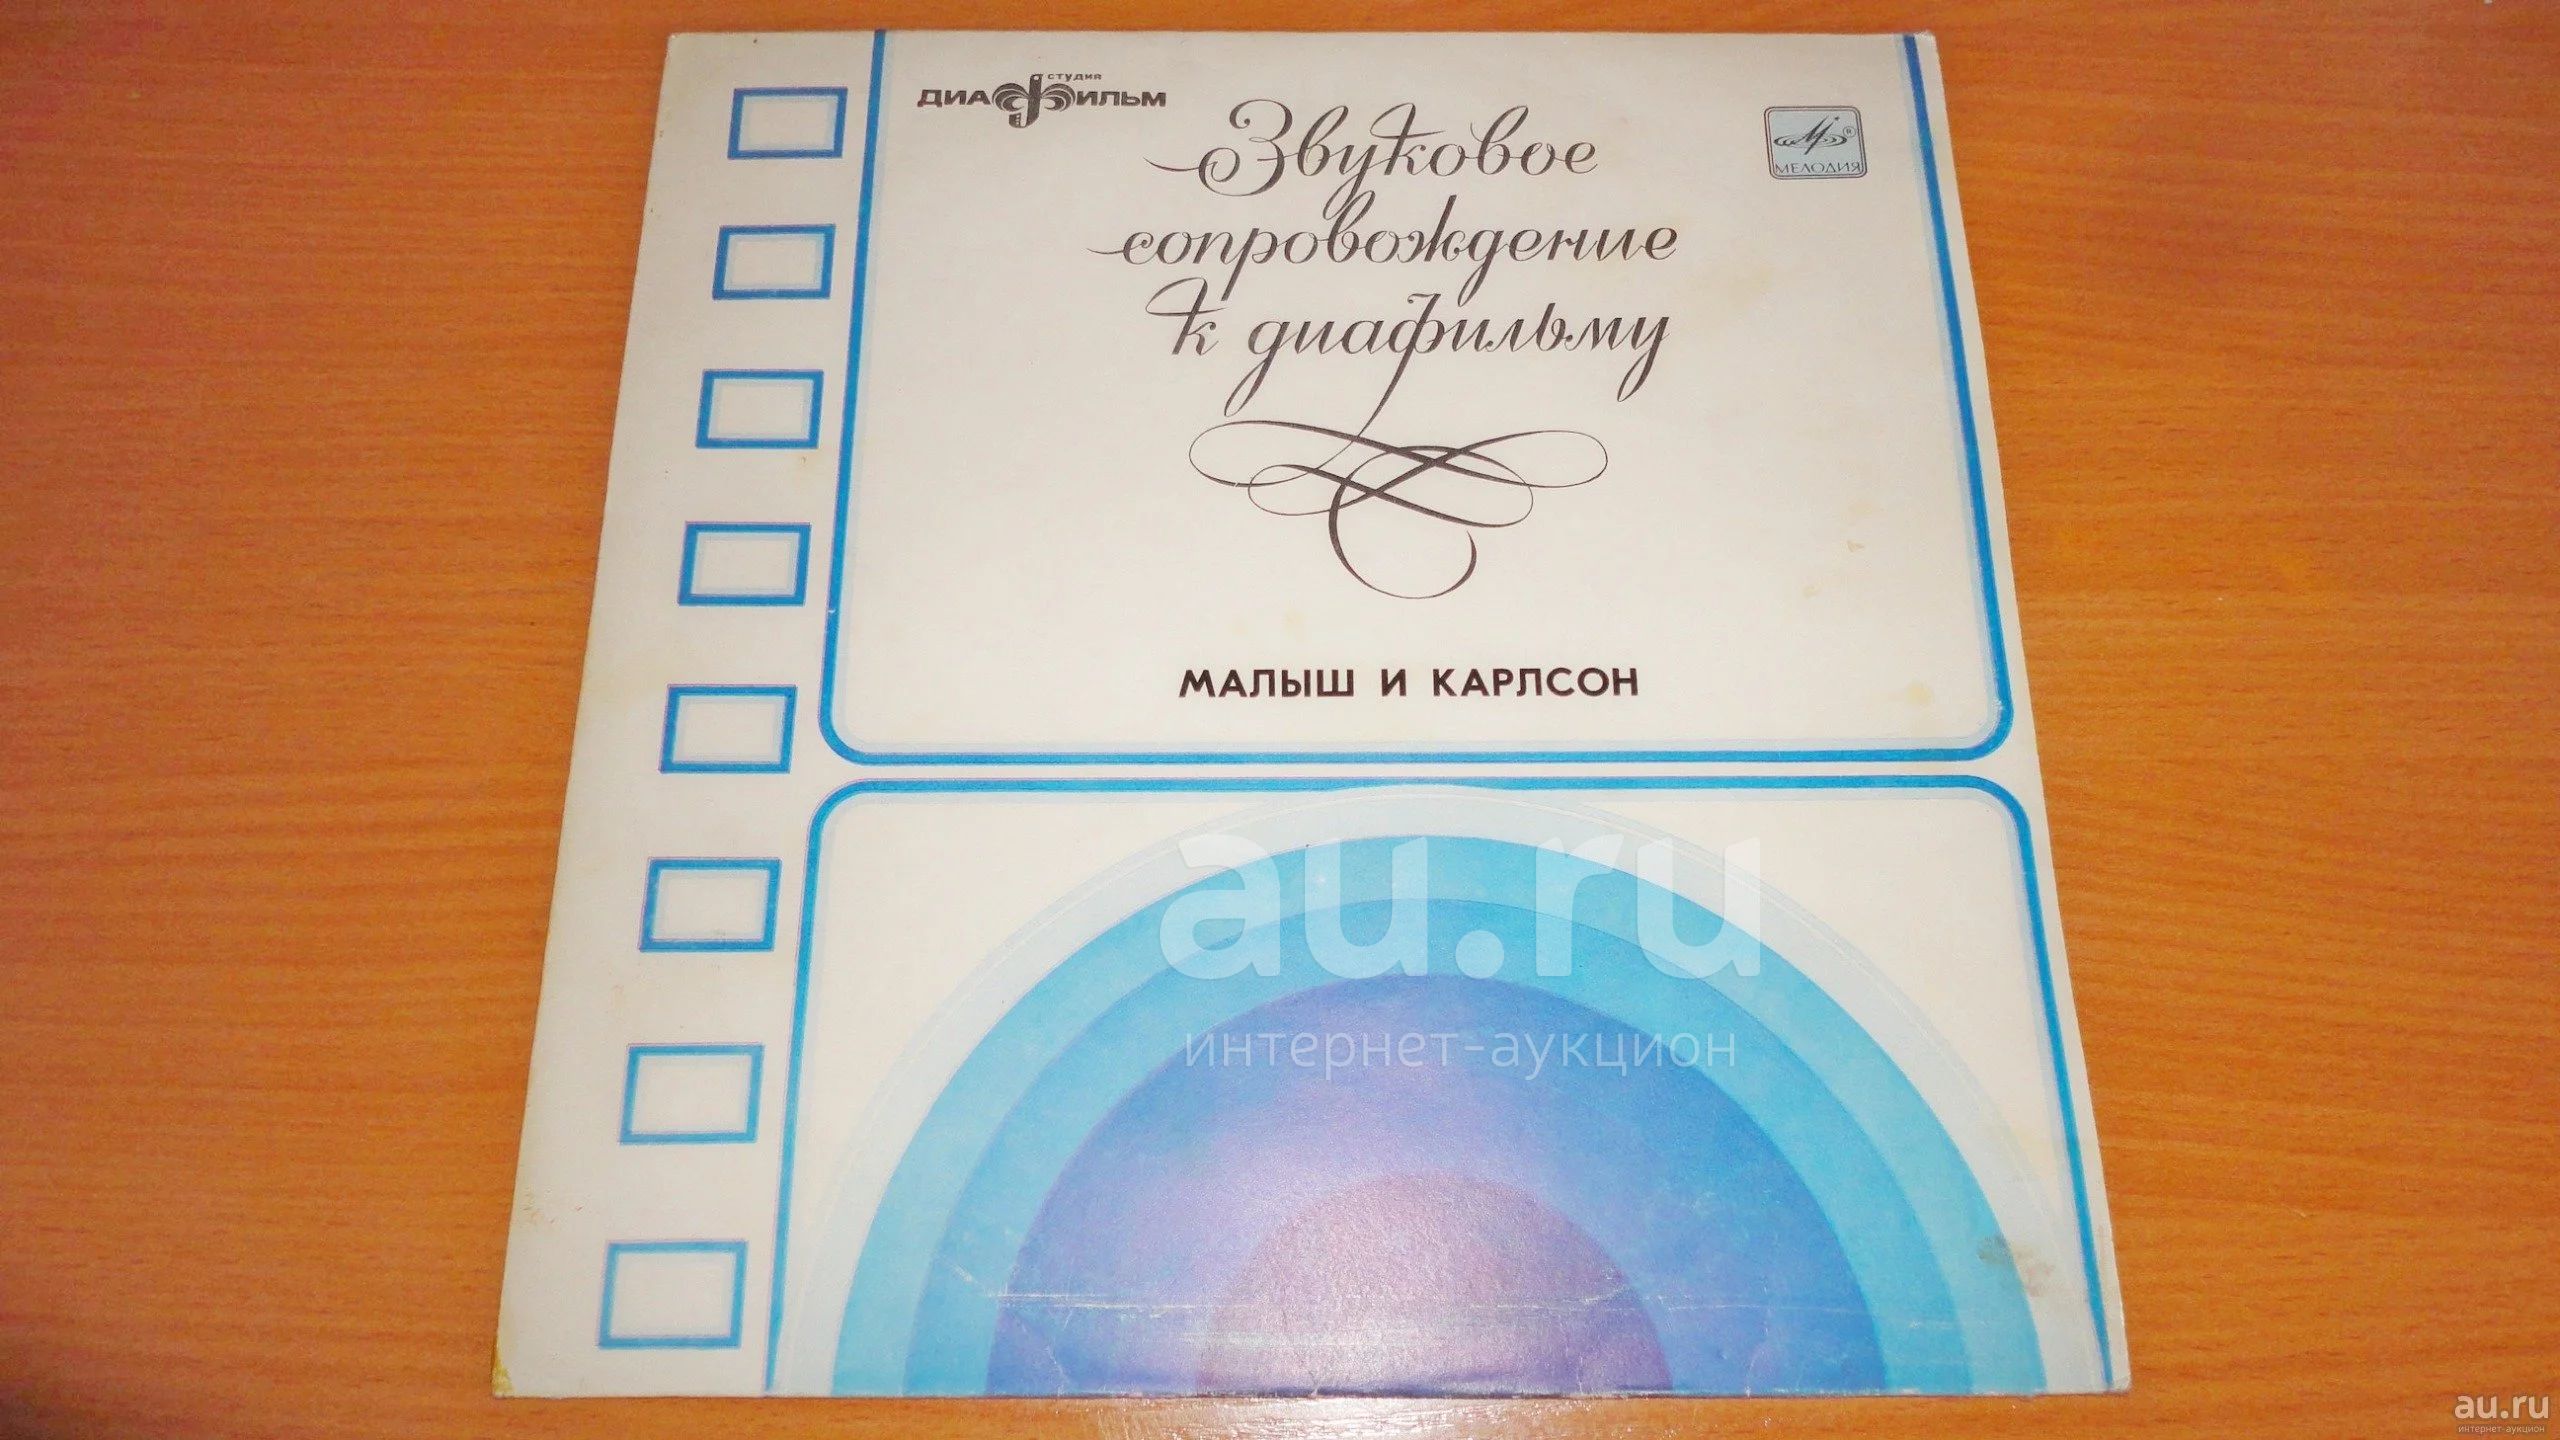 студия
ДИАФИЛЬМ
Звуковое
сопровождение
к диафильму
МЕЛОДИЯ
МАЛЫШ И КАРЛСОН
au.ru
интернет-аукцион
au.ru
интернет-аукцион